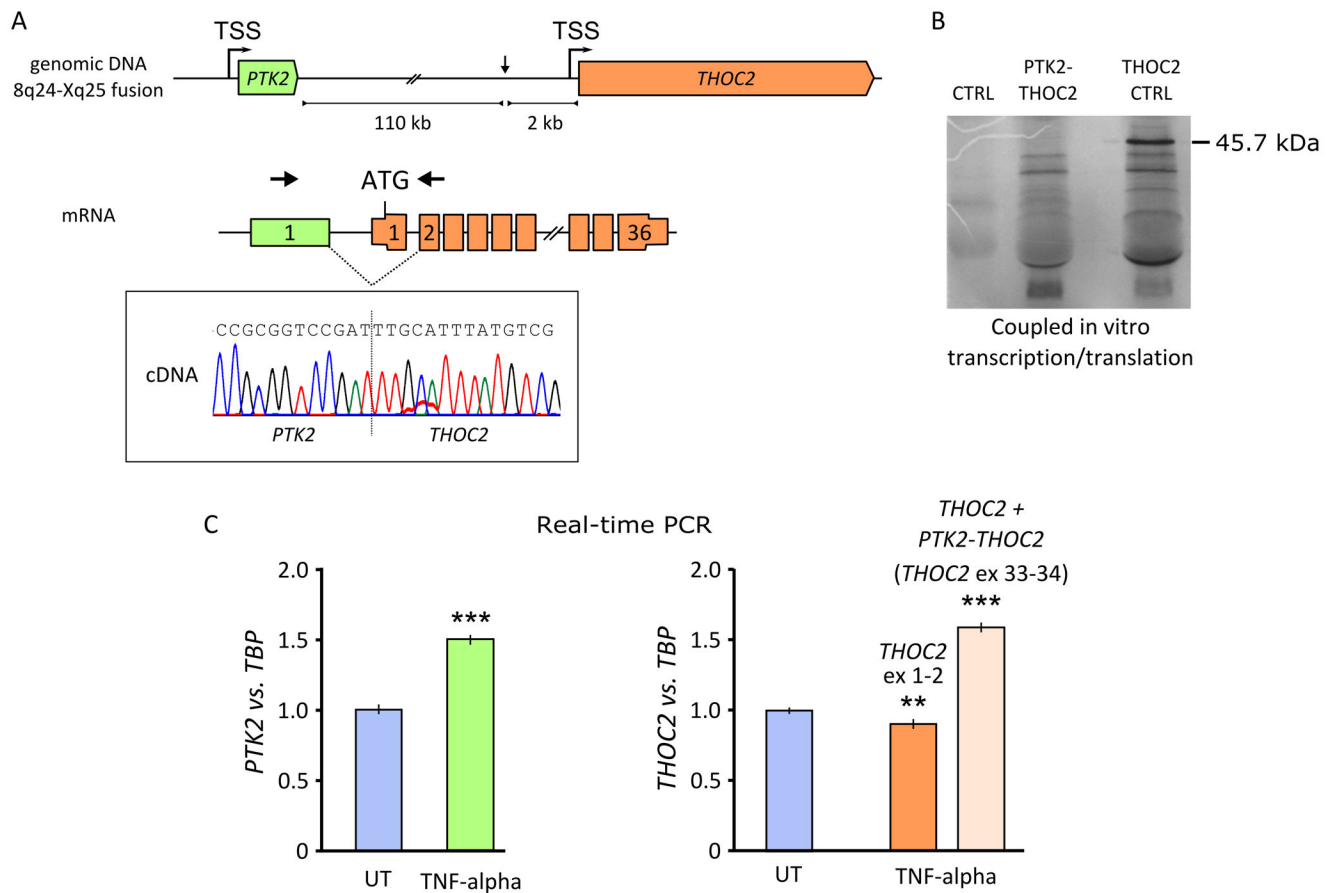 A
TSS
TSS
genomic DNA
8q24-Xq25 fusion
PTK2
THOC2
110 kb
2 kb
ATG
mRNA
1
1
2
36
CCGCGGTCCGATTTGCATTTATGTCG
cDNA
PTK2
THOC2
B
CTRL
PTK2-
THOC2
THOC2
CTRL
45.7 kDa
Coupled in vitro
transcription/translation
C
Real-time PCR
PTK2 vs. TBP
2.0
1.5
1.0
0.5
0
***
UT
TNF-alpha
THOC2 vs. TBP
2.0
1.5
1.0
0.5
0
THOC2 +
PTK2-THOC2
(THOC2 ex 33-34)
***
THOC2
ex 1-2
**
UT
TNF-alpha